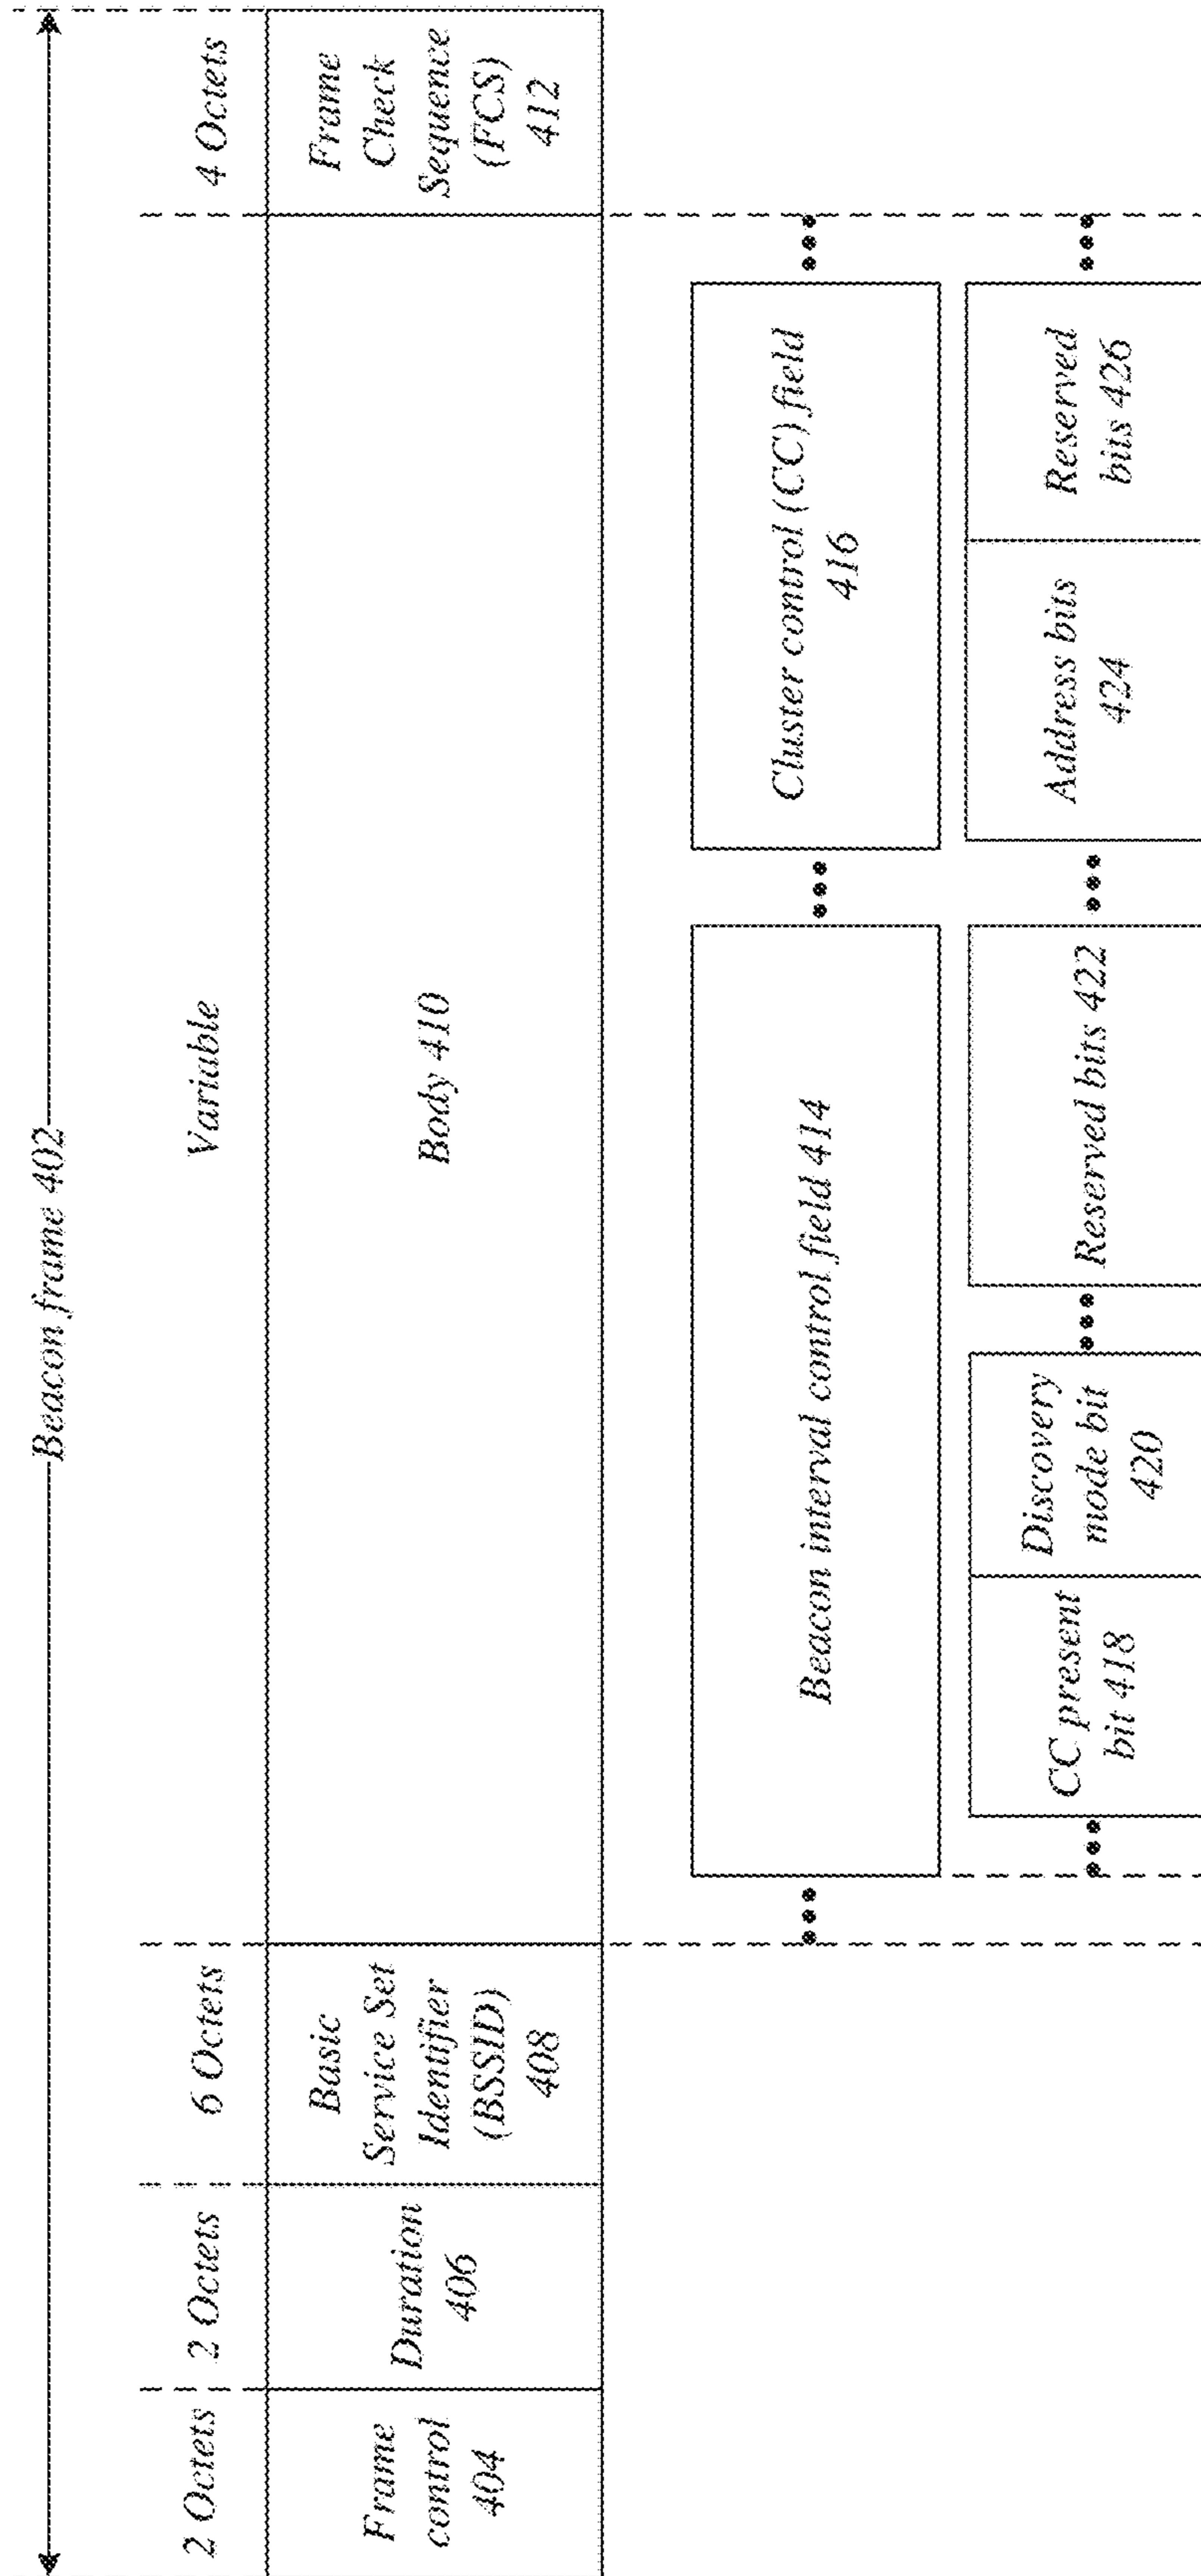 Beacon frame 402
2 Octets
2 Octets
6 Octets
Variable
4 Octets
Frame
control
404
Duration
406
Basic
Service Set
Identifier
(BSSID)
408
Body 410
Frame
Check
Sequence
(FCS)
412
Beacon interval control field 414
Cluster control (CC) field
416
CC present
bit 418
Discovery
mode bit
420
Reserved bits 422
Address bits
424
Reserved
bits 426